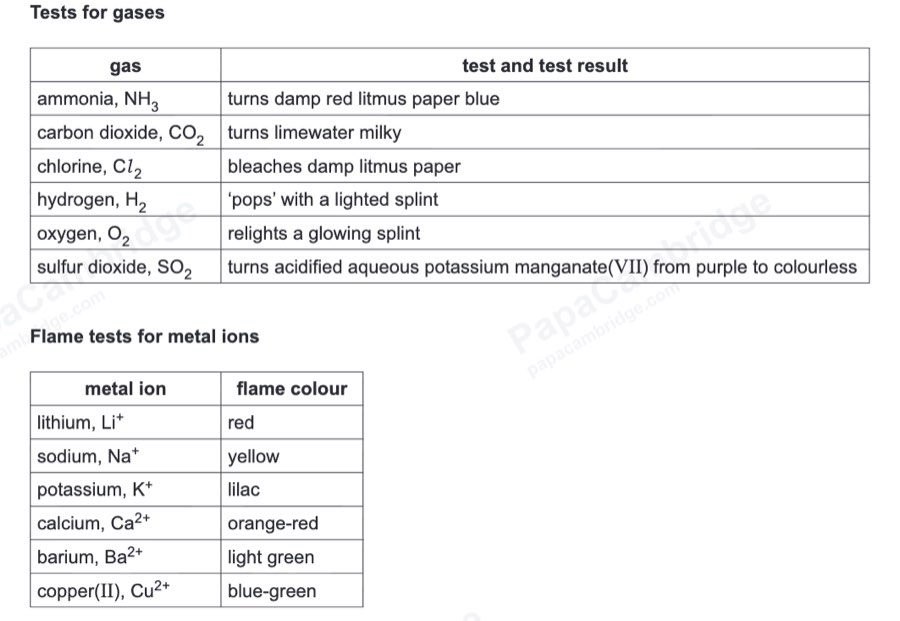 Tests for gases
gas test and test result
ammonia, NH₃ turns damp red litmus paper blue
carbon dioxide, CO₂ turns limewater milky
chlorine, Cl₂ bleaches damp litmus paper
hydrogen, H₂ ‘pops’ with a lighted splint
oxygen, O₂ relights a glowing splint
sulfur dioxide, SO₂ turns acidified aqueous potassium manganate(VII) from purple to colourless
PapaCambridge
papacambridge.com
Flame tests for metal ions
metal ion flame colour
lithium, Li⁺ red
sodium, Na⁺ yellow
potassium, K⁺ lilac
calcium, Ca²⁺ orange-red
barium, Ba²⁺ light green
copper(II), Cu²⁺ blue-green